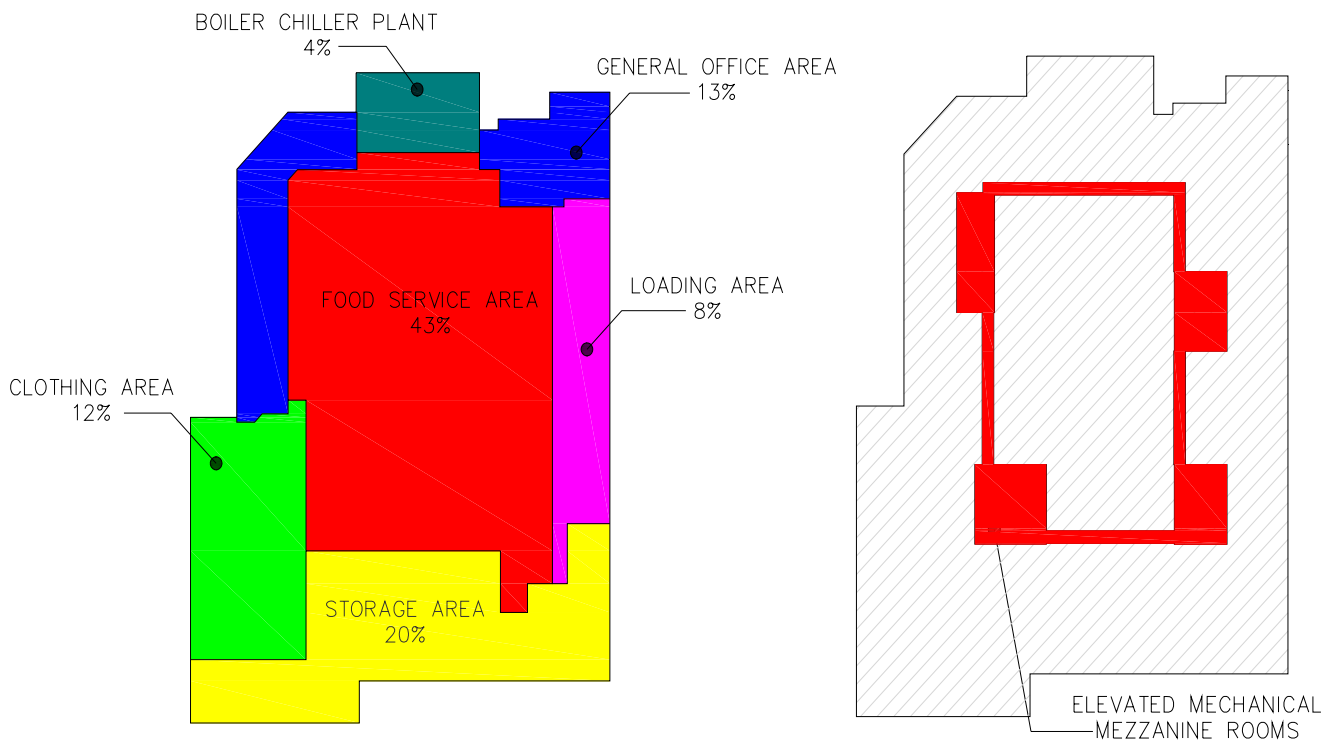 BOILER CHILLER PLANT
4%
GENERAL OFFICE AREA
13%
FOOD SERVICE AREA
43%
LOADING AREA
8%
CLOTHING AREA
12%
STORAGE AREA
20%
ELEVATED MECHANICAL
MEZZANINE ROOMS